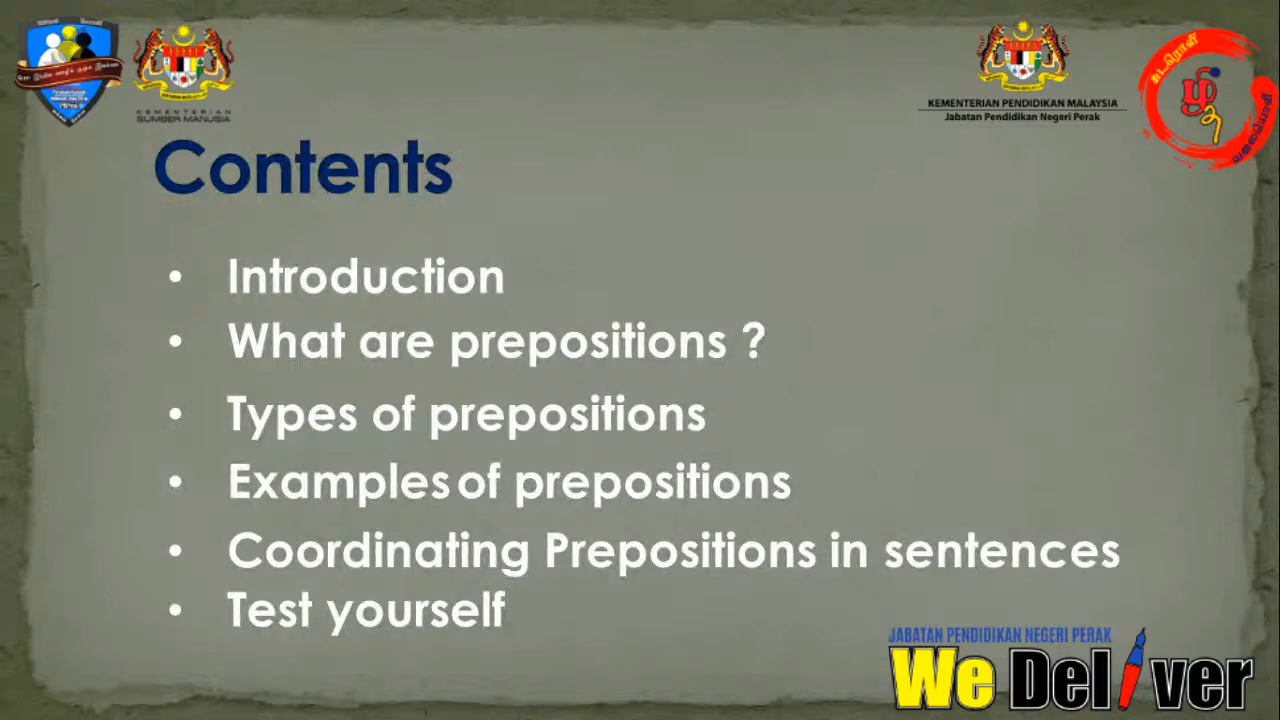 KEMENTERIAN
SUMBER MANUSIA
KEMENTERIAN PENDIDIKAN MALAYSIA
Jabatan Pendidikan Negeri Perak
Contents
• Introduction
• What are prepositions ?
• Types of prepositions
• Examples of prepositions
• Coordinating Prepositions in sentences
• Test yourself
JABATAN PENDIDIKAN NEGERI PERAK
We Deliver